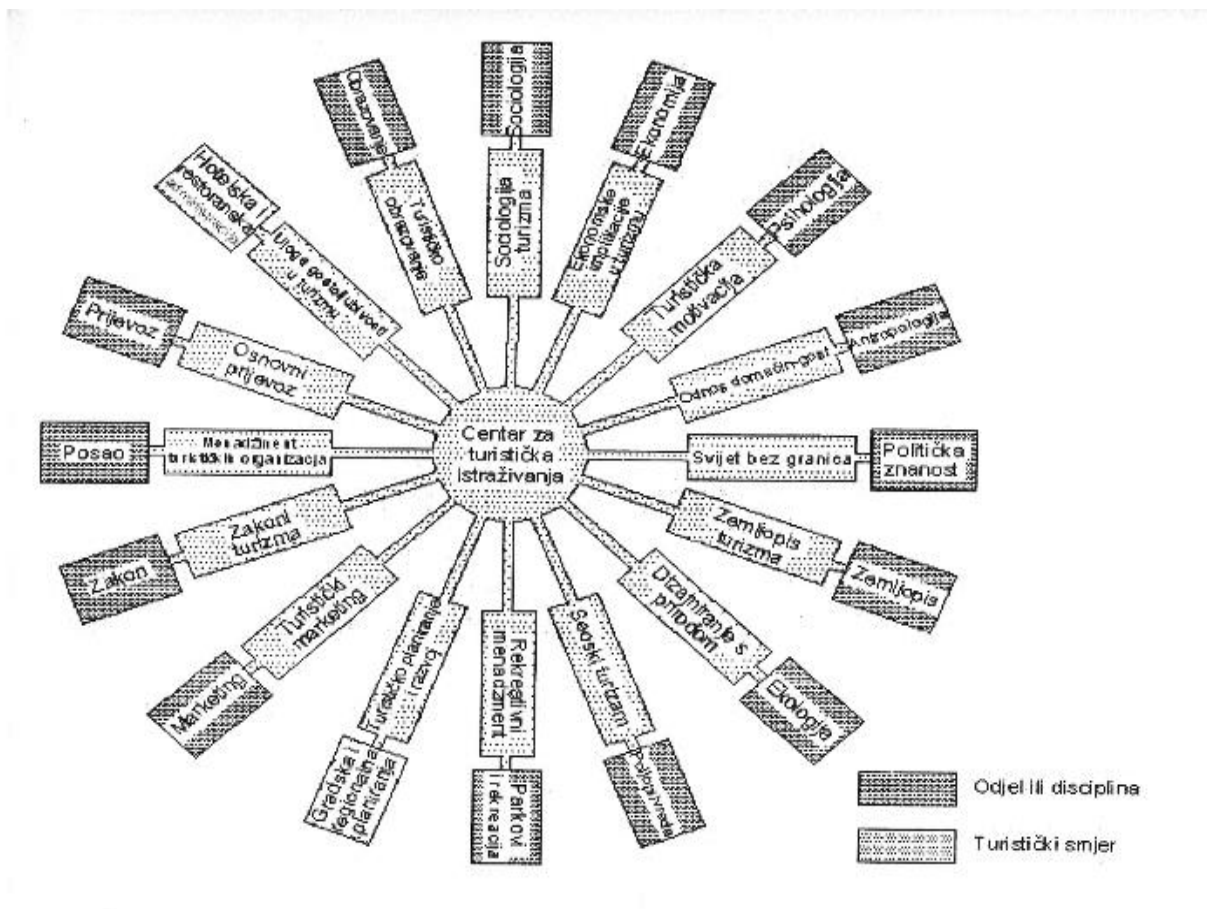 Sociologija
Sociologija
turizma
Ekonomija
Ekonomske
implikacije
u turizmu
Psihologija
Turistička
motivacija
Antropologija
Odnos domaćin-gost
Politička
znanost
Svijet bez granica
Zemljopis
Zemljopis
turizma
Ekologija
Dizajniranje s
prirodom
Poljoprivreda
Seoski turizam
Parkovi
i rekreacija
Rekreativni
menadžment
Gradska i
regionalna
planiranja
Turističko planiranje
i razvoj
Marketing
Turistički
marketing
Zakon
Zakoni
turizma
Posao
Menadžment
turističkih organizacija
Prijevoz
Osnovni
prijevoz
Hotelska i
restoranska
Uloga gostoljubivosti
u turizmu
Obrazovanje
Turističko
obrazovanje
Centar za
turistička
istraživanja
Odjel ili disciplina
Turistički smjer